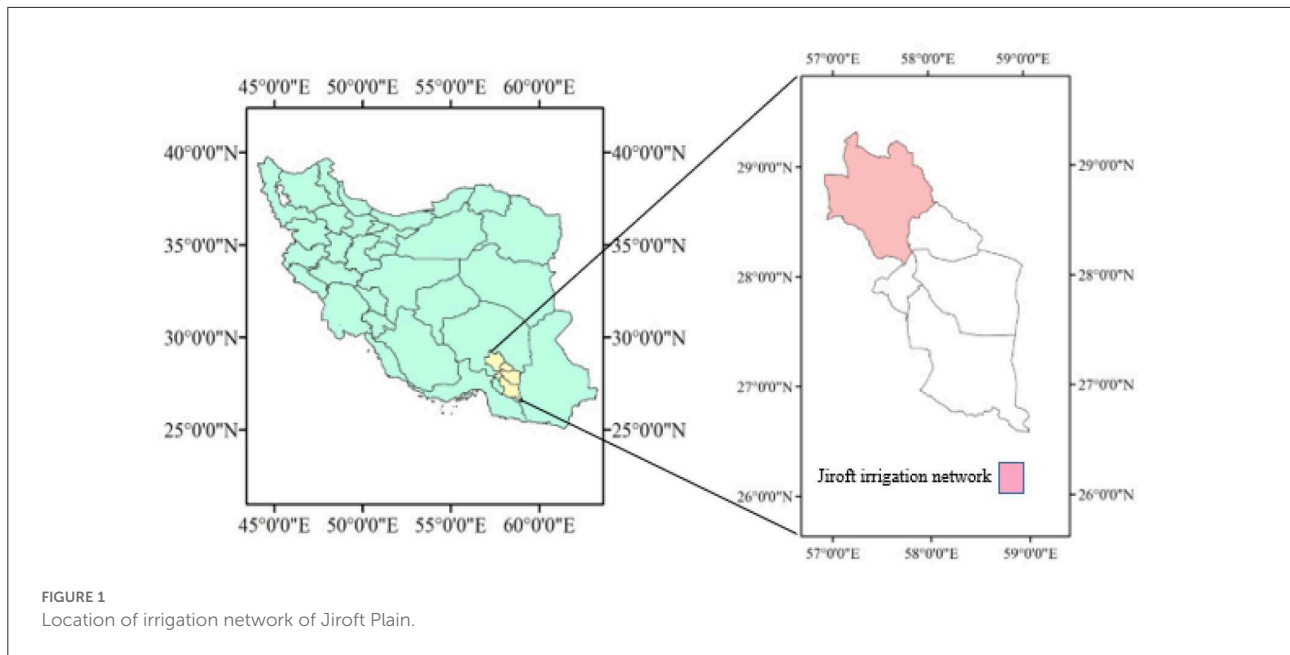 45°0'0"E 50°0'0"E 55°0'0"E 60°0'0"E
40°0'0"N 40°0'0"N
35°0'0"N 35°0'0"N
30°0'0"N 30°0'0"N
25°0'0"N 25°0'0"N
45°0'0"E 50°0'0"E 55°0'0"E 60°0'0"E
57°0'0"E 58°0'0"E 59°0'0"E
29°0'0"N 29°0'0"N
28°0'0"N 28°0'0"N
27°0'0"N 27°0'0"N
Jiroft irrigation network
26°0'0"N 26°0'0"N
57°0'0"E 58°0'0"E 59°0'0"E
FIGURE 1
Location of irrigation network of Jiroft Plain.